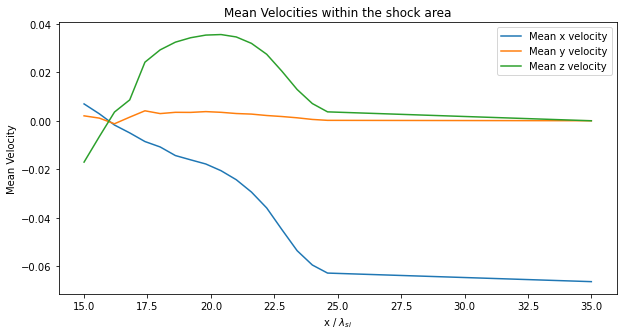 Mean Velocities within the shock area
Mean Velocity
0.04
0.02
0.00
−0.02
−0.04
−0.06
Mean x velocity
Mean y velocity
Mean z velocity
15.0 17.5 20.0 22.5 25.0 27.5 30.0 32.5 35.0
x / λsi